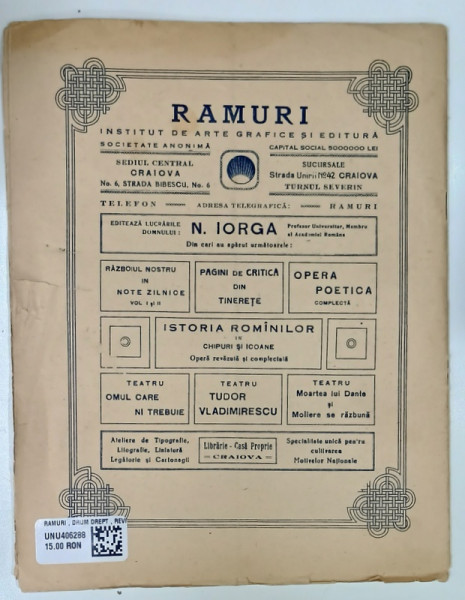 RAMURI
INSTITUT DE ARTE GRAFICE ȘI EDITURĂ
SOCIETATE ANONIMĂ
CAPITAL SOCIAL 5000000 LEI
SEDIUL CENTRAL
CRAIOVA
No. 6, STRADA BIBESCU, No. 6
SUCURSALE
Strada Unirii Nº42 CRAIOVA
TURNUL SEVERIN
TELEFON — ADRESA TELEGRAFICĂ: — RAMURI
EDITEAZĂ LUCRĂRILE
DOMNULUI :
N. IORGA
Profesor Universitar, Membru
al Academiei Române
Din cari au apărut următoarele :
RĂZBOIUL NOSTRU
IN
NOTE ZILNICE
VOL I și II
PAGINI DE CRITICĂ
DIN
TINEREȚE
OPERA
POETICA
COMPLECTĂ
ISTORIA ROMÎNILOR
IN
CHIPURI ȘI ICOANE
Operă revăzută și complectată
TEATRU
OMUL CARE
NI TREBUIE
TEATRU
TUDOR
VLADIMIRESCU
TEATRU
Moartea lui Dante
și
Moliere se răzbună
Ateliere de Tipografie,
Litografie, Liniatură
Legătorie și Cartonagii
Librărie - Casă Proprie
— CRAIOVA —
Specialitate unică pentru
cultivarea
Motivelor Naționale
RAMURI , DRUM DREPT , REVI
UNU406288
15.00 RON